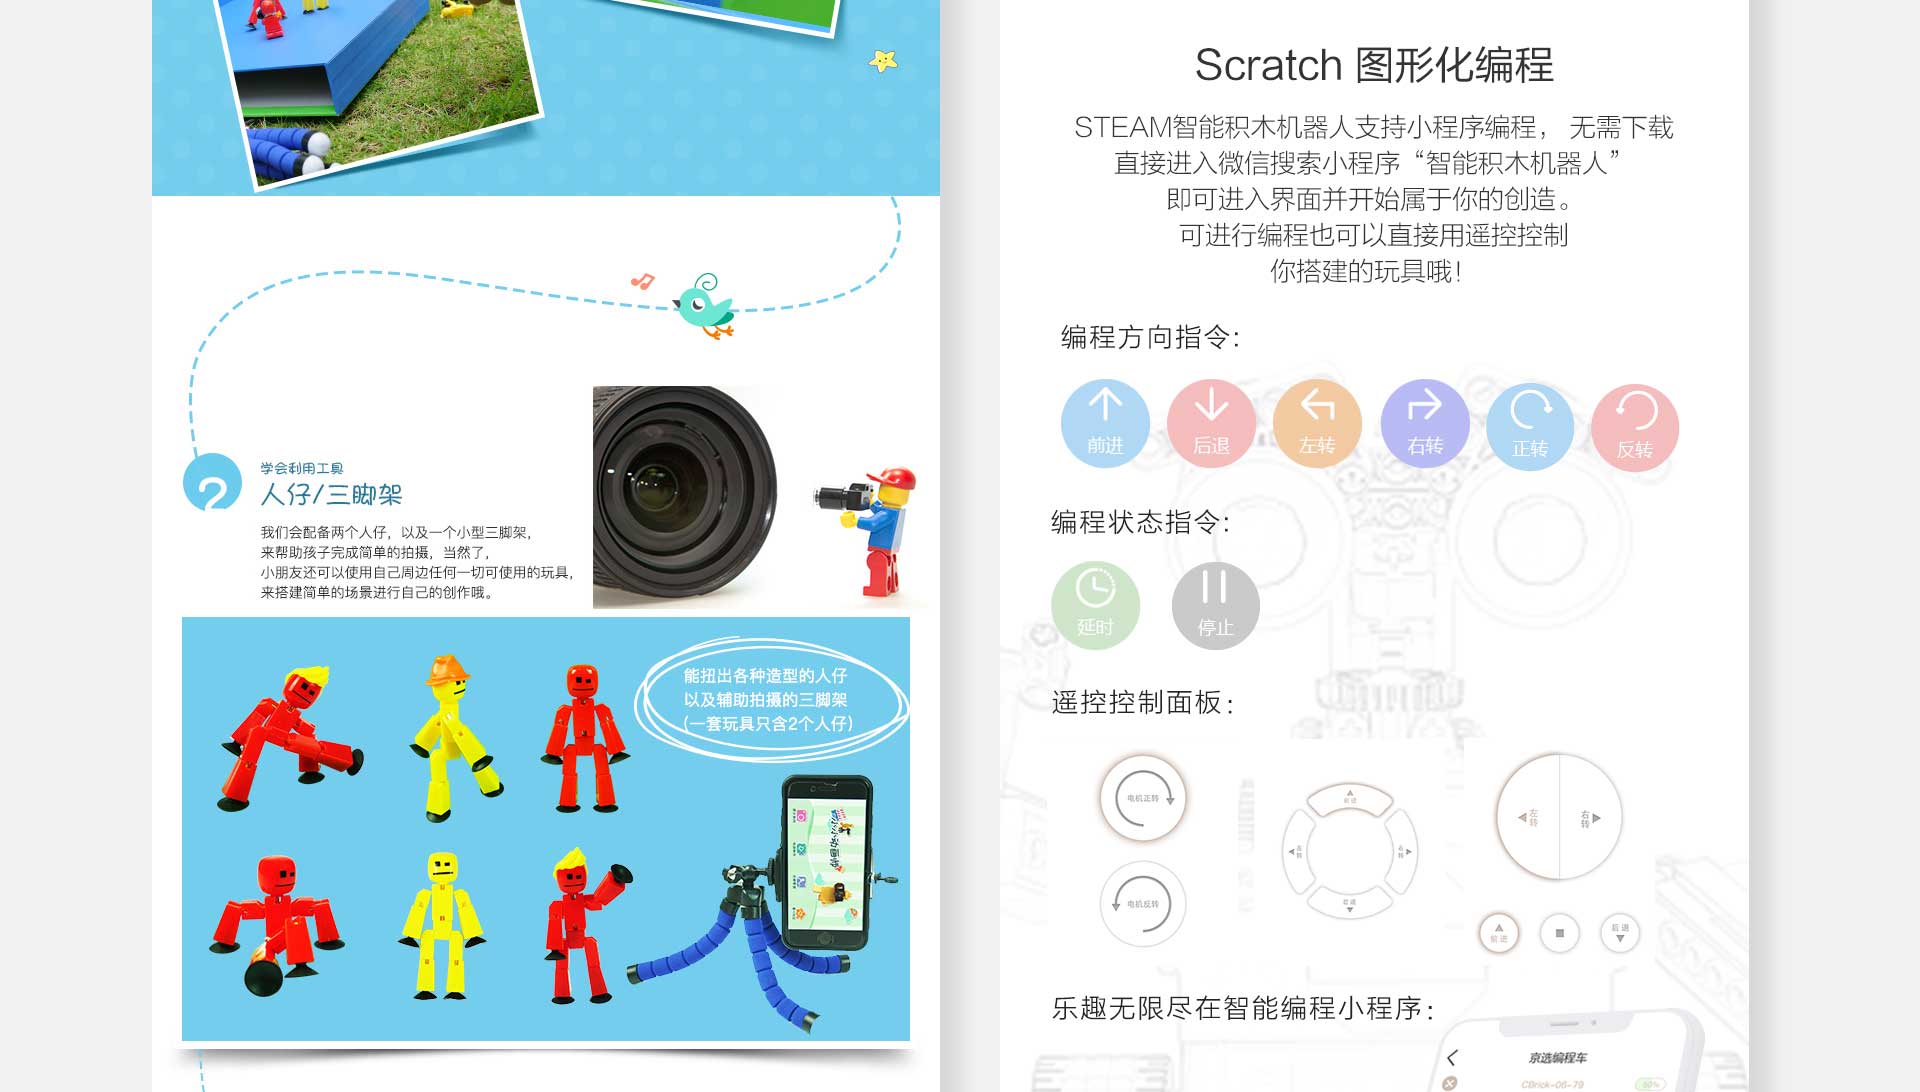 学会利用工具
人仔/三脚架
2
我们会配备两个人仔，以及一个小型三脚架，
来帮助孩子完成简单的拍摄，当然了，
小朋友还可以使用自己周边任何一切可使用的玩具，
来搭建简单的场景进行自己的创作哦。
能扭出各种造型的人仔
以及辅助拍摄的三脚架
(一套玩具只含2个人仔)
Scratch 图形化编程
STEAM智能积木机器人支持小程序编程， 无需下载
直接进入微信搜索小程序“智能积木机器人”
即可进入界面并开始属于你的创造。
可进行编程也可以直接用遥控控制
你搭建的玩具哦！
编程方向指令：
前进
后退
左转
右转
正转
反转
编程状态指令：
延时
停止
遥控控制面板：
电机正转
电机反转
前进
左转
右转
后退
左转
右转
前进
后退
乐趣无限尽在智能编程小程序：
京选编程车
CBrick-06-79
60%